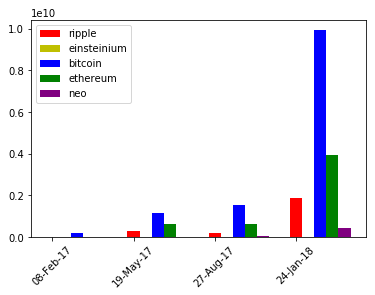 1e10
ripple
einsteinium
bitcoin
ethereum
neo
1.0
0.8
0.6
0.4
0.2
0.0
08-Feb-17
19-May-17
27-Aug-17
24-Jan-18